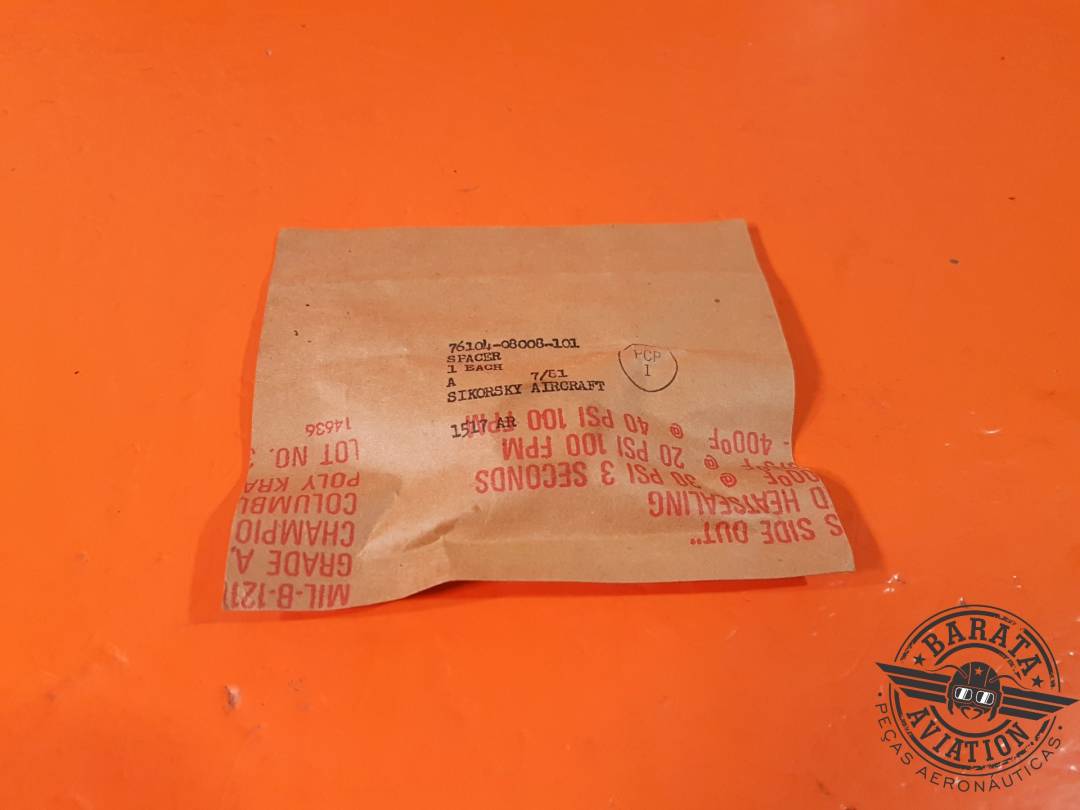 76104-08008-101
SPACER
1 EACH
A 7/81
SIKORSKY AIRCRAFT
1517 AR
PCP
I
14636
LOT NO.
POLY KRA
COLUMBI
CHAMPIO
GRADE A,
MIL-B-121
@ 40 PSI 100 FPM
- 400°F
@ 20 PSI 100 FPM
@ 30 PSI 3 SECONDS
D HEATSEALING
S SIDE OUT"
BARATA
AVIATION
PEÇAS AERONÁUTICAS